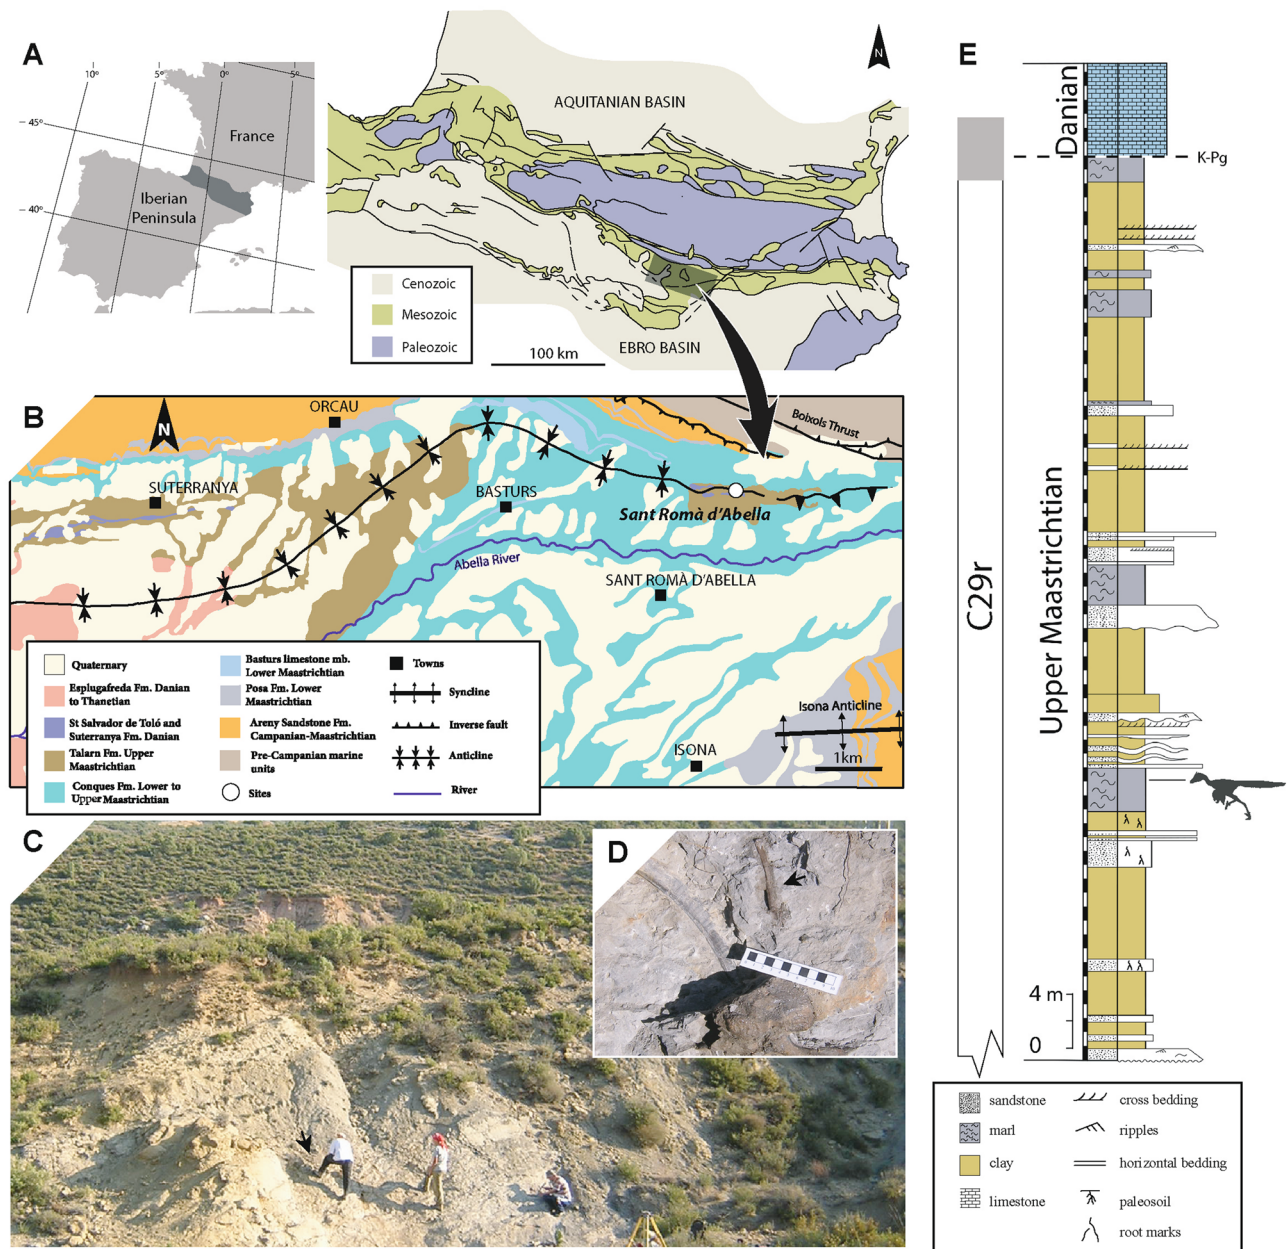 A
10°
5°
0°
5°
45°
40°
France
Iberian
Peninsula
N
AQUITANIAN BASIN
EBRO BASIN
Cenozoic
Mesozoic
Paleozoic
100 km
B
N
ORCAU
SUTERRANYA
BASTURS
Boixols Thrust
Sant Romà d'Abella
Abella River
SANT ROMÀ D'ABELLA
Isona Anticline
ISONA
1km
Quaternary
Esplugafreda Fm. Danian
to Thanetian
St Salvador de Toló and
Suterranya Fm. Danian
Talarn Fm. Upper
Maastrichtian
Conques Fm. Lower to
Upper Maastrichtian
Basturs limestone mb.
Lower Maastrichtian
Posa Fm. Lower
Maastrichtian
Areny Sandstone Fm.
Campanian-Maastrichtian
Pre-Campanian marine
units
Sites
Towns
Syncline
Inverse fault
Anticline
River
C
D
E
Danian
K-Pg
C29r
Upper Maastrichtian
4 m
0
sandstone
marl
clay
limestone
cross bedding
ripples
horizontal bedding
paleosoil
root marks